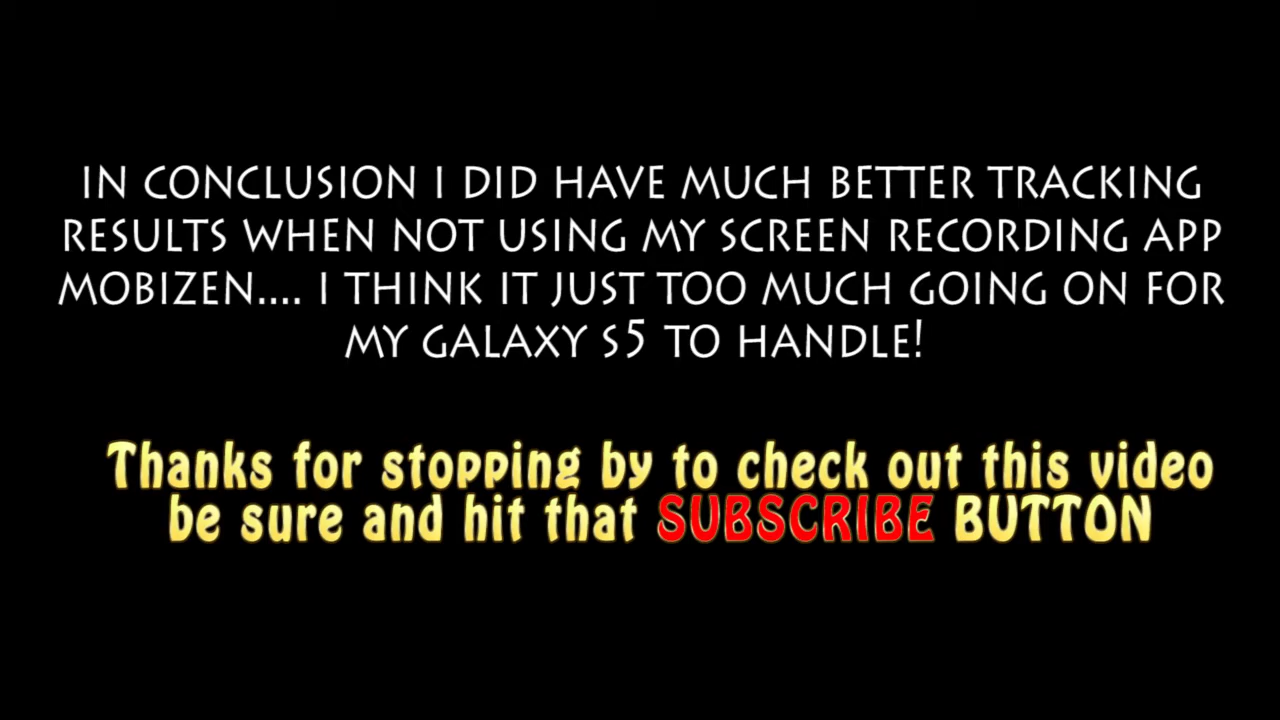 IN CONCLUSION I DID HAVE MUCH BETTER TRACKING
RESULTS WHEN NOT USING MY SCREEN RECORDING APP
MOBIZEN.... I THINK IT JUST TOO MUCH GOING ON FOR
MY GALAXY S5 TO HANDLE!
Thanks for stopping by to check out this video
be sure and hit that SUBSCRIBE BUTTON